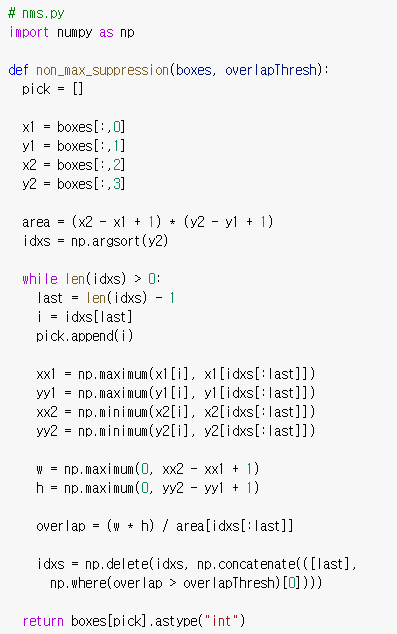 # nms.py
import numpy as np

def non_max_suppression(boxes, overlapThresh):
  pick = []

  x1 = boxes[:,0]
  y1 = boxes[:,1]
  x2 = boxes[:,2]
  y2 = boxes[:,3]

  area = (x2 - x1 + 1) * (y2 - y1 + 1)
  idxs = np.argsort(y2)

  while len(idxs) > 0:
    last = len(idxs) - 1
    i = idxs[last]
    pick.append(i)

    xx1 = np.maximum(x1[i], x1[idxs[:last]])
    yy1 = np.maximum(y1[i], y1[idxs[:last]])
    xx2 = np.minimum(x2[i], x2[idxs[:last]])
    yy2 = np.minimum(y2[i], y2[idxs[:last]])

    w = np.maximum(0, xx2 - xx1 + 1)
    h = np.maximum(0, yy2 - yy1 + 1)

    overlap = (w * h) / area[idxs[:last]]

    idxs = np.delete(idxs, np.concatenate(([last],
      np.where(overlap > overlapThresh)[0])))

  return boxes[pick].astype("int")